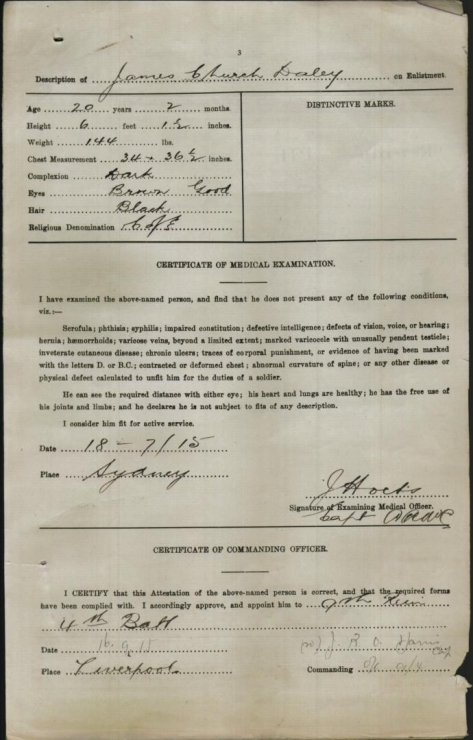 3
Description of James Church Daley on Enlistment.
Age 20 years 2 months.
Height 6 feet 1½ inches.
Weight 144 lbs.
Chest Measurement 34 - 36½ inches.
Complexion Dark
Eyes Brown Good
Hair Black
Religious Denomination C of E
DISTINCTIVE MARKS.
CERTIFICATE OF MEDICAL EXAMINATION.
I have examined the above-named person, and find that he does not present any of the following conditions,
viz.:—
Scrofula; phthisis; syphilis; impaired constitution; defective intelligence; defects of vision, voice, or hearing;
hernia; hæmorrhoids; varicose veins, beyond a limited extent; marked varicocele with unusually pendent testicle;
inveterate cutaneous disease; chronic ulcers; traces of corporal punishment, or evidence of having been marked
with the letters D. or B.C.; contracted or deformed chest; abnormal curvature of spine; or any other disease or
physical defect calculated to unfit him for the duties of a soldier.
He can see the required distance with either eye; his heart and lungs are healthy; he has the free use of
his joints and limbs; and he declares he is not subject to fits of any description.
I consider him fit for active service.
Date 18 - 7/15
Place Sydney
Signature of Examining Medical Officer.
Capt
CERTIFICATE OF COMMANDING OFFICER.
I CERTIFY that this Attestation of the above-named person is correct, and that the required forms
have been complied with. I accordingly approve, and appoint him to 9th Rein
4th Batt
Date 16.9.15
Place Liverpool
Commanding